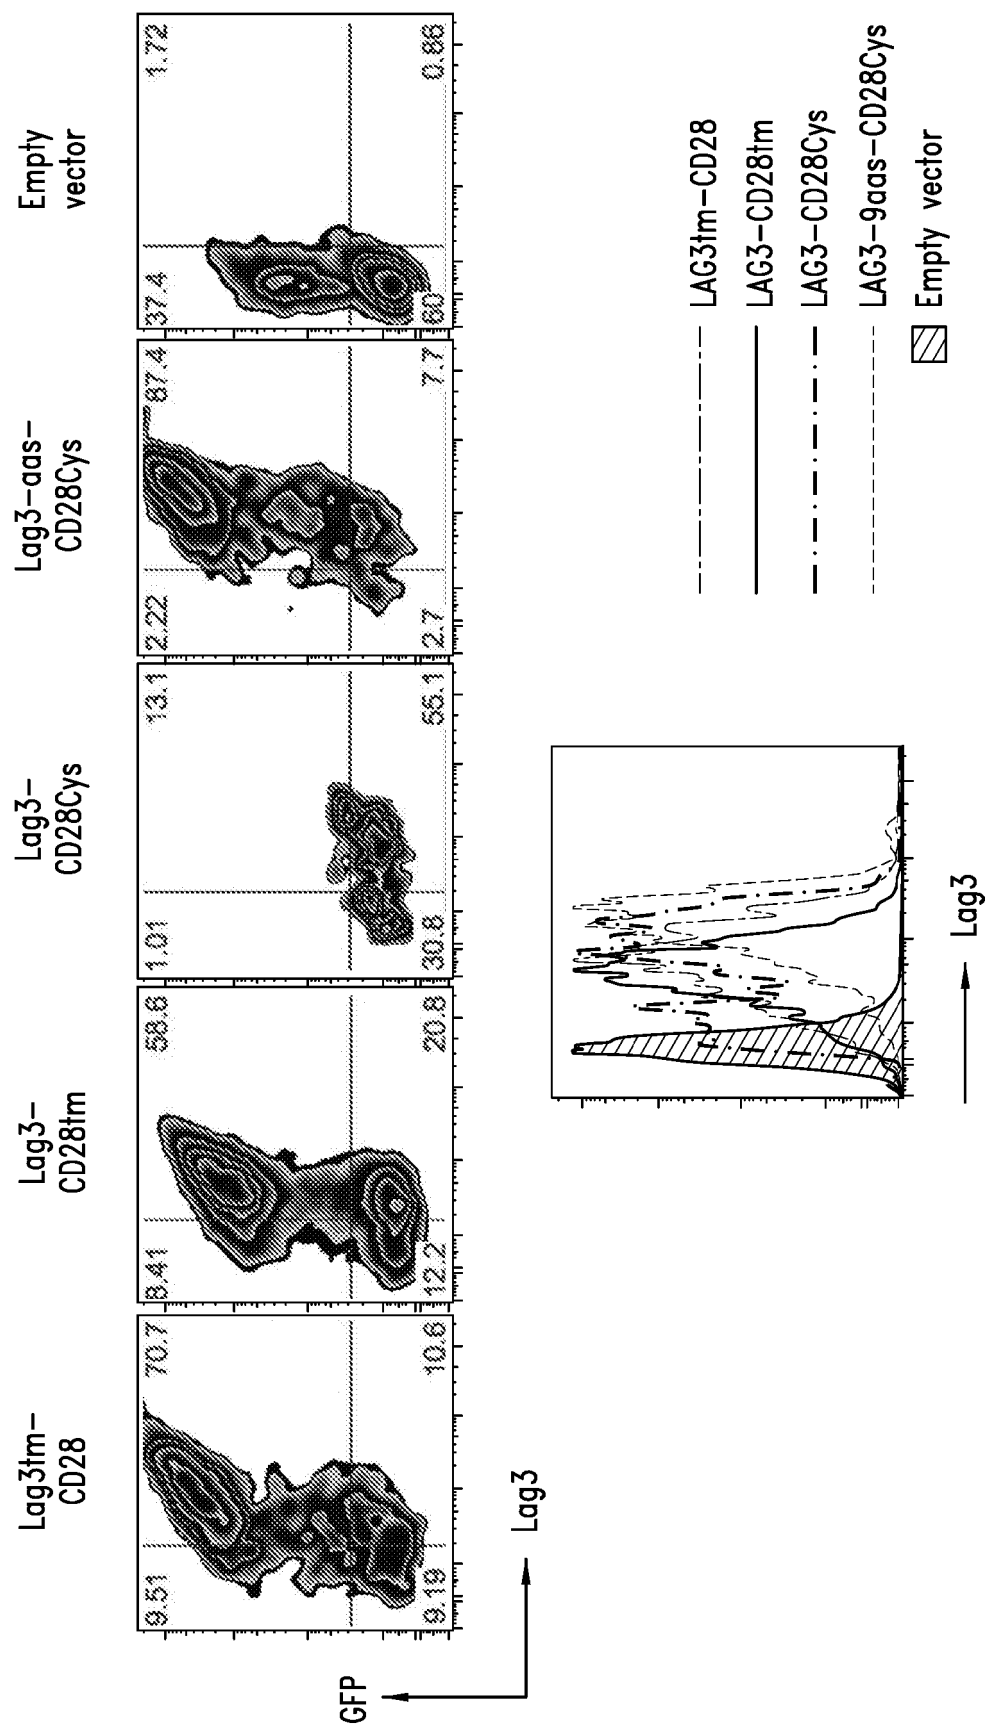 Lag3tm-
CD28
Lag3-
CD28tm
Lag3-
CD28Cys
Lag3-aas-
CD28Cys
Empty
vector
9.51
70.7
9.19
10.6
8.41
58.6
12.2
20.8
1.01
13.1
30.8
55.1
2.22
87.4
2.7
7.7
37.4
1.72
60
0.86
GFP
Lag3
Lag3
LAG3tm-CD28
LAG3-CD28tm
LAG3-CD28Cys
LAG3-9aas-CD28Cys
Empty vector